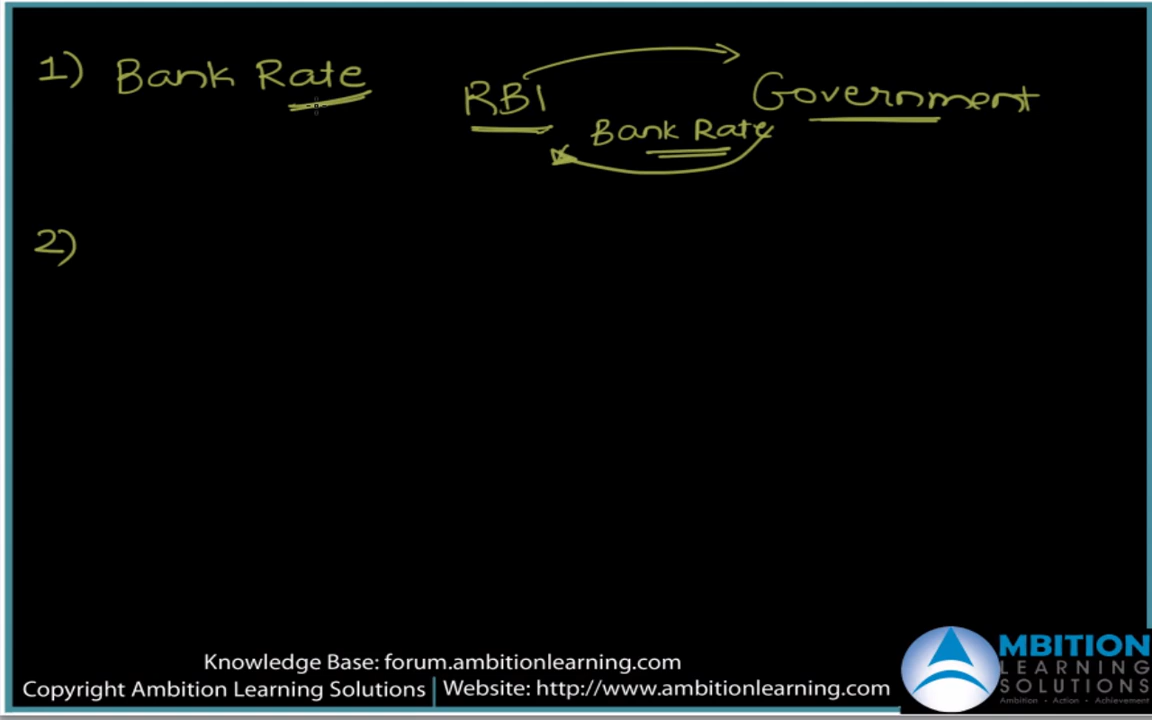 1) Bank Rate
RBI
Government
Bank Rate
2)
Knowledge Base: forum.ambitionlearning.com
Copyright Ambition Learning Solutions | Website: http://www.ambitionlearning.com
MBITION
LEARNING
SOLUTIONS
Ambition • Action • Achievement